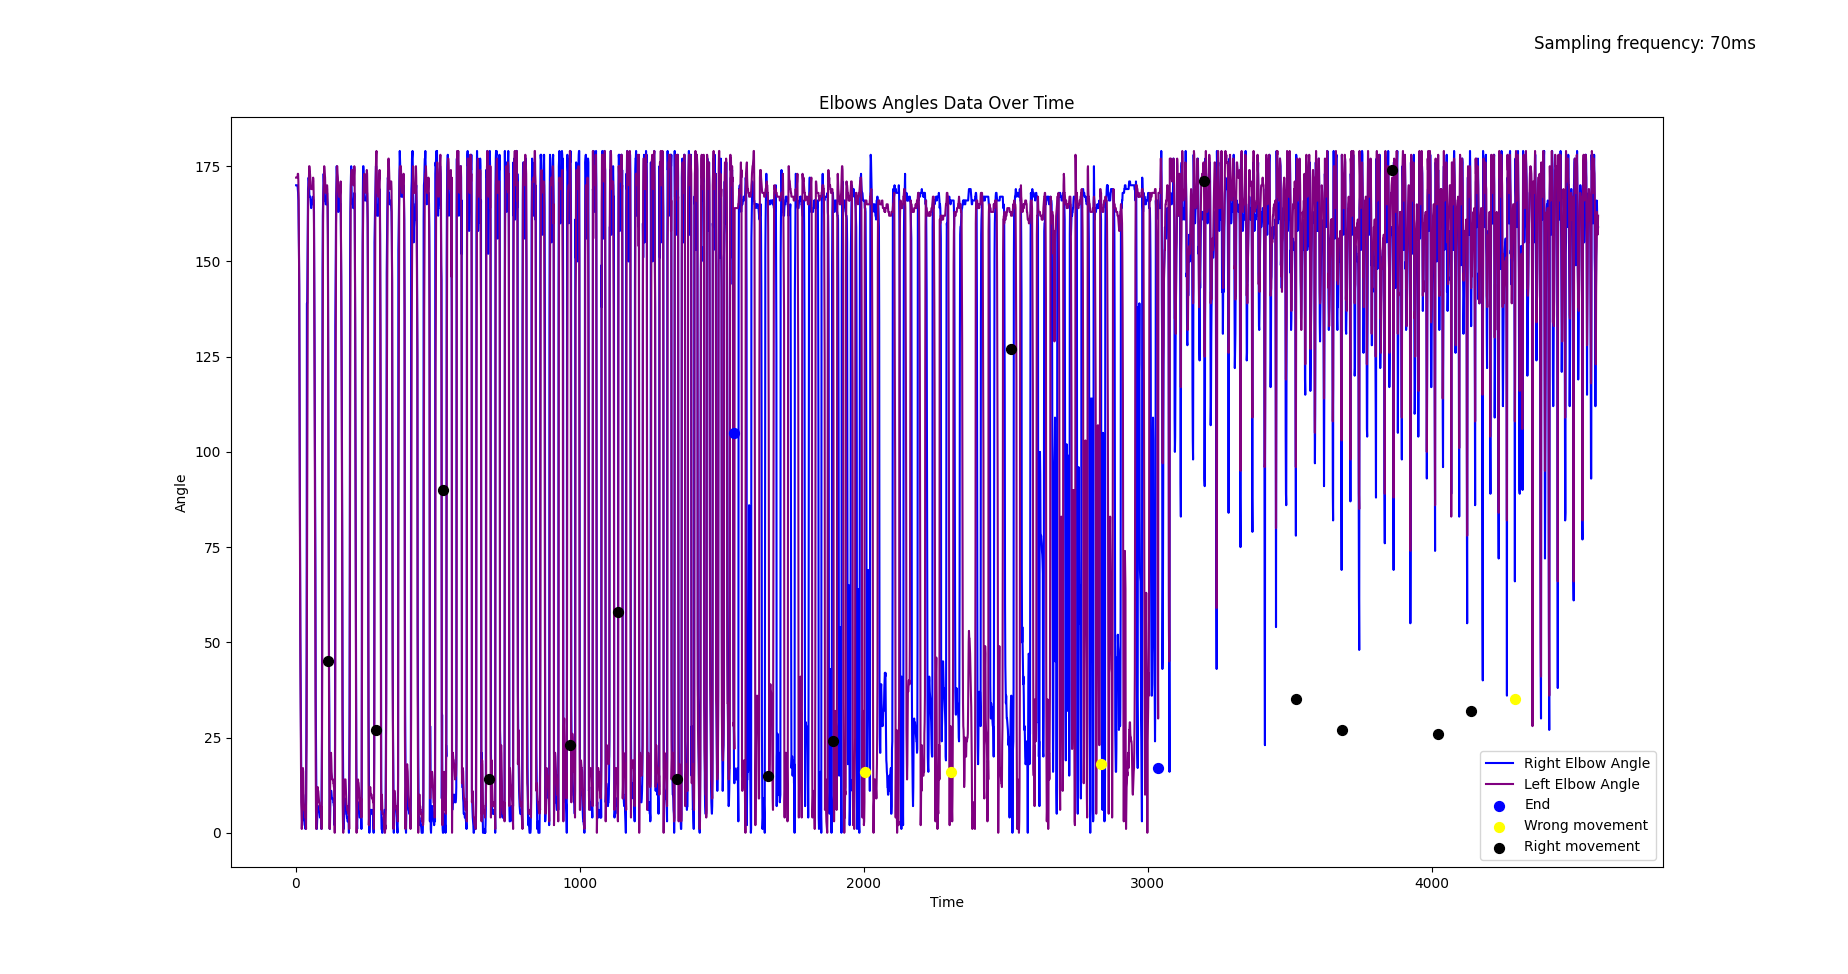 Sampling frequency: 70ms
Elbows Angles Data Over Time
Angle
175
150
125
100
75
50
25
0
0 1000 2000 3000 4000
Time
Right Elbow Angle
Left Elbow Angle
End
Wrong movement
Right movement